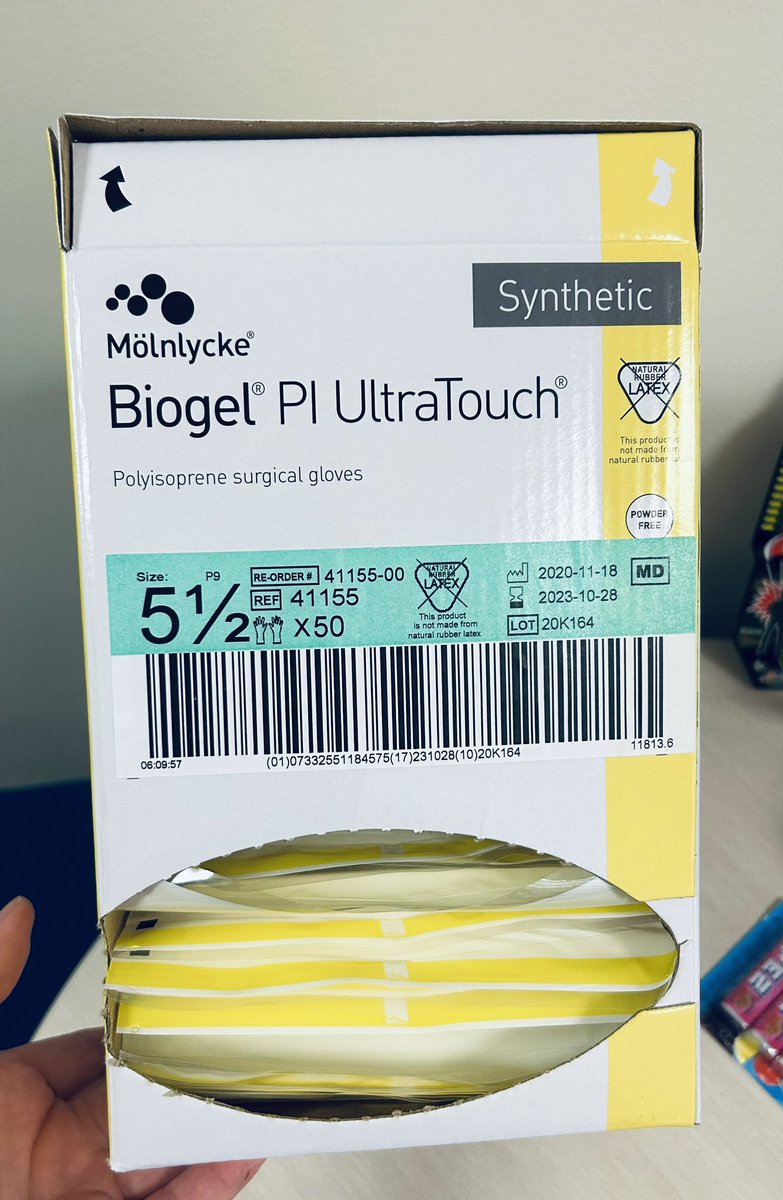 Synthetic
Mölnlycke®
Biogel® PI UltraTouch®
Polyisoprene surgical gloves
NATURAL
RUBBER
LATEX
This product is
not made from
natural rubber
POWDER
FREE
Size: P9
5½
RE-ORDER # 41155-00
REF 41155
X50
NATURAL
RUBBER
LATEX
This product
is not made from
natural rubber latex
2020-11-18
MD
2023-10-28
LOT 20K164
06:09:57
(01)07332551184575(17)231028(10)20K164
11813.6